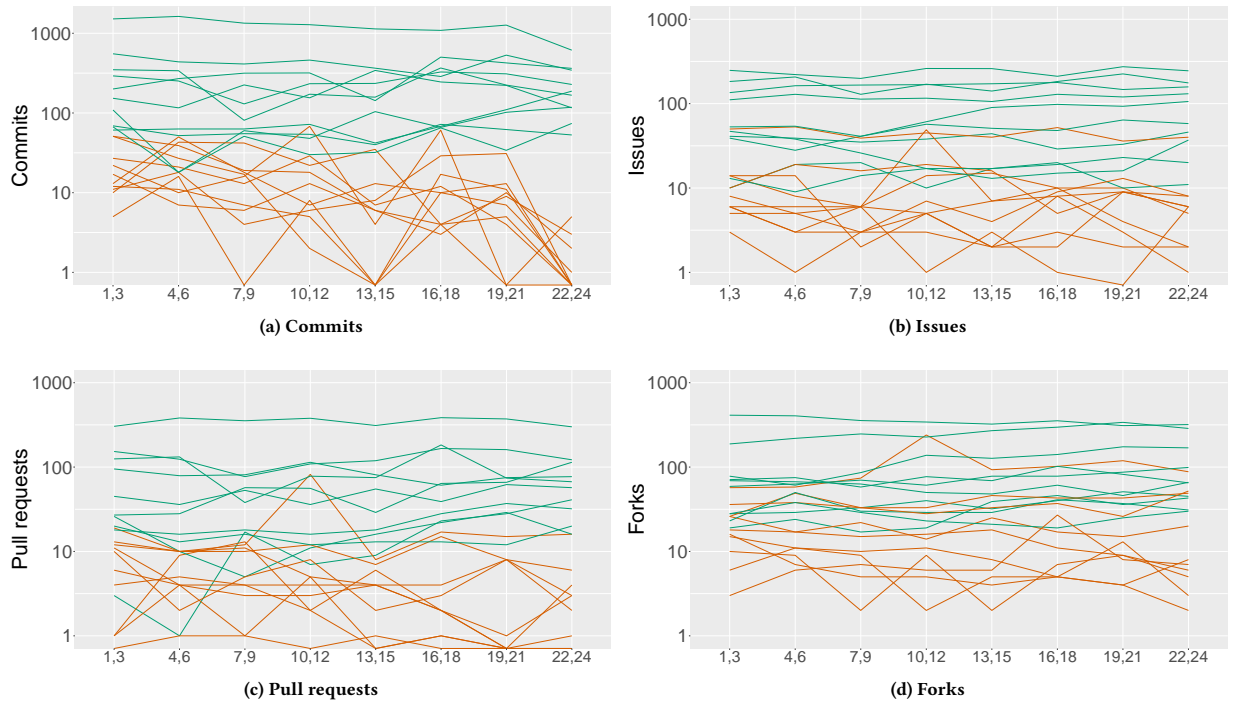 Commits
1000
100
10
1
1,3 4,6 7,9 10,12 13,15 16,18 19,21 22,24
(a) Commits
Issues
1000
100
10
1
1,3 4,6 7,9 10,12 13,15 16,18 19,21 22,24
(b) Issues
Pull requests
1000
100
10
1
1,3 4,6 7,9 10,12 13,15 16,18 19,21 22,24
(c) Pull requests
Forks
1000
100
10
1
1,3 4,6 7,9 10,12 13,15 16,18 19,21 22,24
(d) Forks